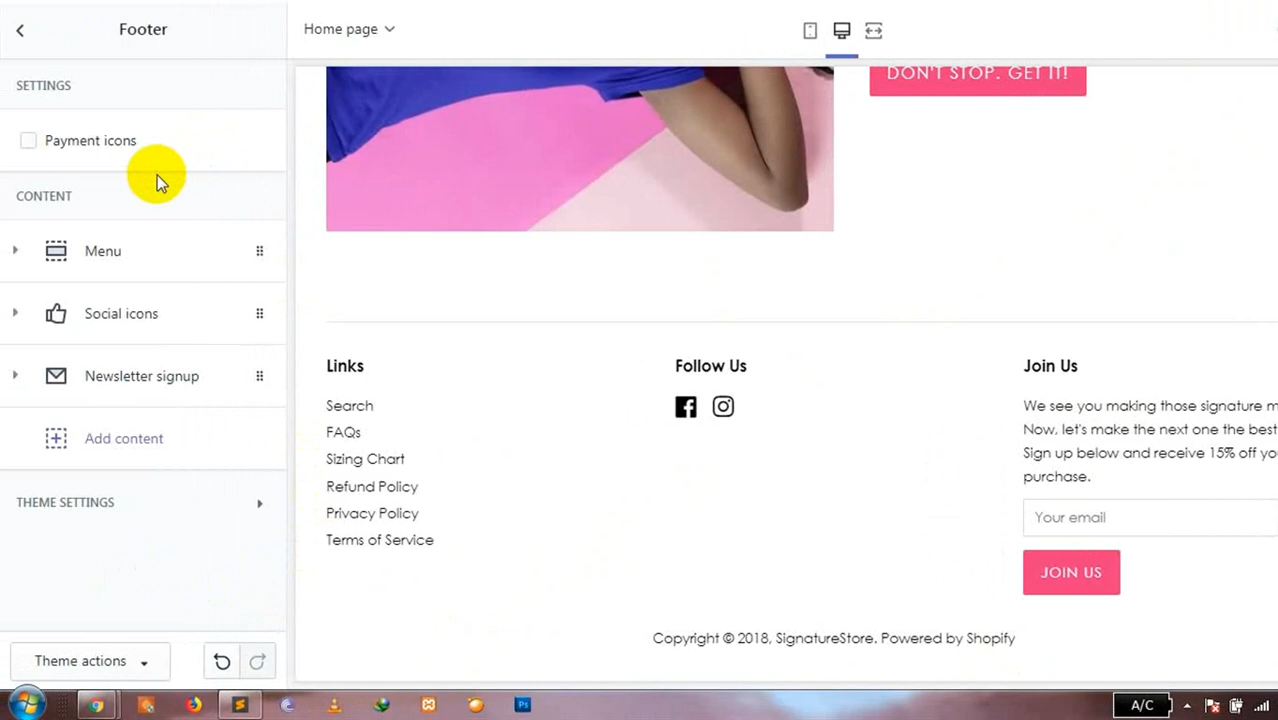 Footer
Home page
SETTINGS
DON'T STOP. GET IT!
Payment icons
CONTENT
Menu
Social icons
Newsletter signup
Add content
THEME SETTINGS
Links
Search
FAQs
Sizing Chart
Refund Policy
Privacy Policy
Terms of Service
Follow Us
Join Us
We see you making those signature
Now, let's make the next one the best
Sign up below and receive 15% off
purchase.
Your email
JOIN US
Copyright © 2018, SignatureStore. Powered by Shopify
Theme actions
A/C
Ps